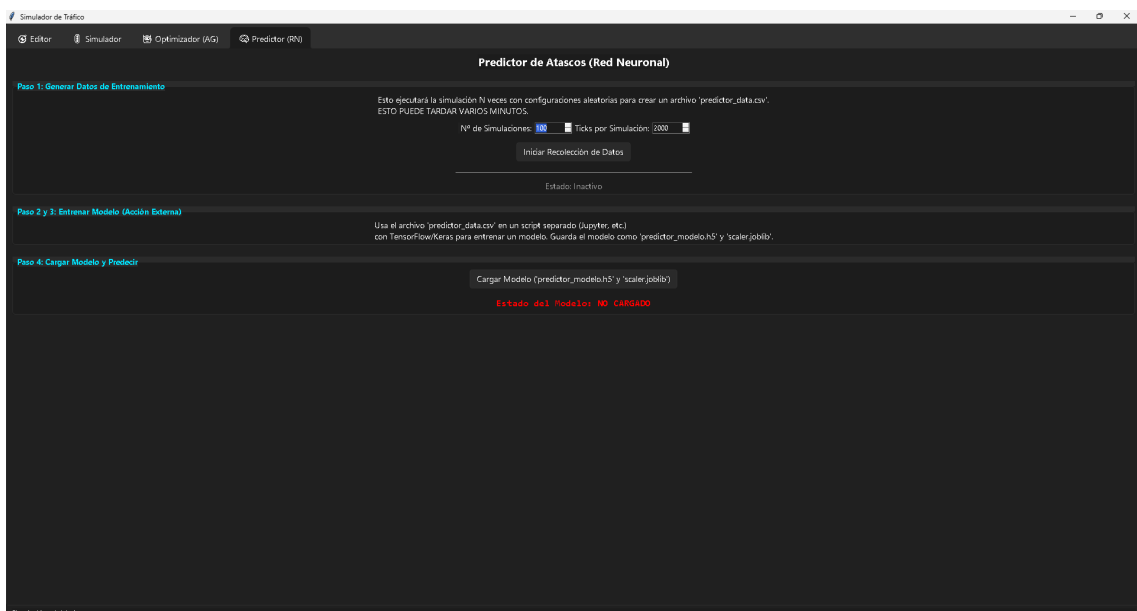 Simulador de Tráfico
Editor Simulador Optimizador (AG) Predictor (RN)
Predictor de Atascos (Red Neuronal)
Paso 1: Generar Datos de Entrenamiento
Esto ejecutará la simulación N veces con configuraciones aleatorias para crear un archivo 'predictor_data.csv'.
ESTO PUEDE TARDAR VARIOS MINUTOS.
Nº de Simulaciones: 100 Ticks por Simulación: 2000
Iniciar Recolección de Datos
Estado: Inactivo
Paso 2 y 3: Entrenar Modelo (Acción Externa)
Usa el archivo 'predictor_data.csv' en un script separado (Jupyter, etc.)
con TensorFlow/Keras para entrenar un modelo. Guarda el modelo como 'predictor_modelo.h5' y 'scaler.joblib'.
Paso 4: Cargar Modelo y Predecir
Cargar Modelo ('predictor_modelo.h5' y 'scaler.joblib')
Estado del Modelo: NO CARGADO